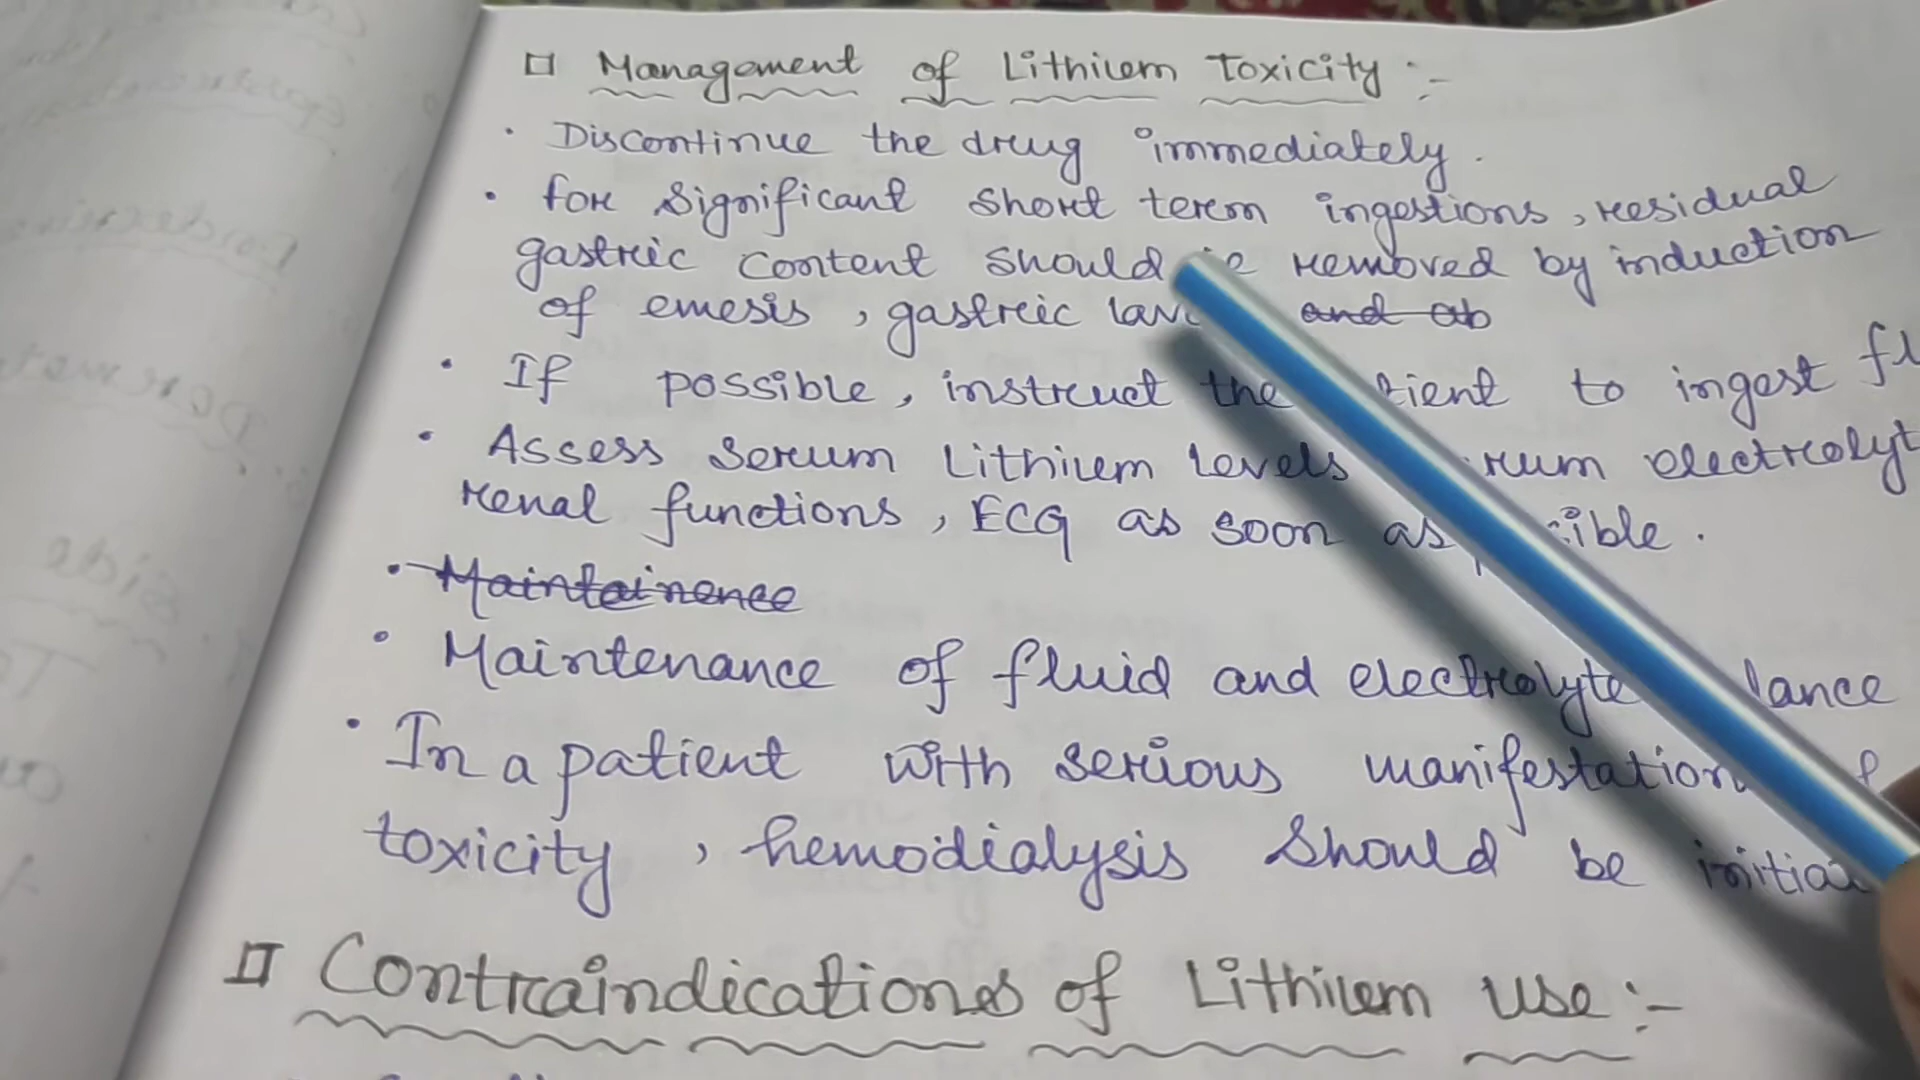 Management of Lithium Toxicity :-
· Discontinue the drug immediately.
· for significant short term ingestions, residual
gastric content should removed by induction
of emesis, gastric and ab
· If possible, instruct the to ingest
· Assess serum Lithium Levels
renal functions, ECG as soon as
· Maintainence
· Maintenance of fluid and electrolyte
· In a patient with serious
toxicity, hemodialysis should be
Contraindications of Lithium use :-